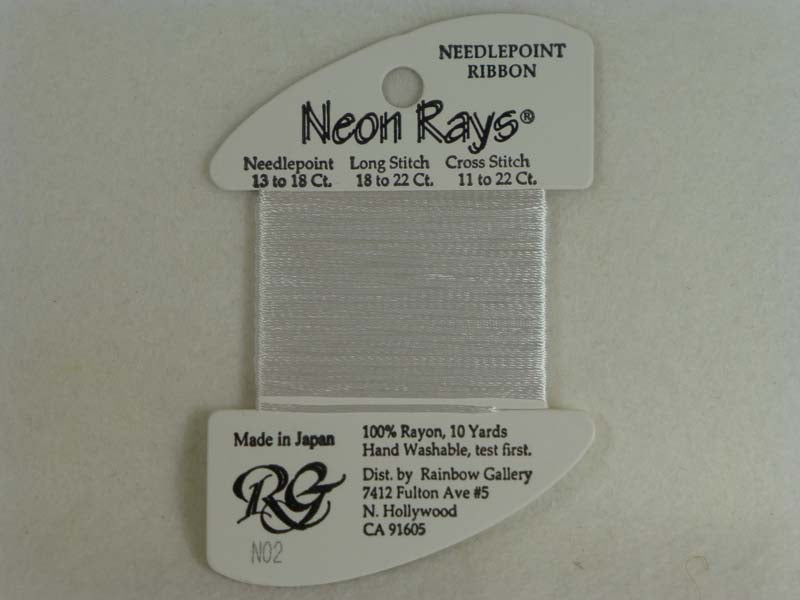 NEEDLEPOINT
RIBBON
Neon Rays®
Needlepoint Long Stitch Cross Stitch
13 to 18 Ct. 18 to 22 Ct. 11 to 22 Ct.
Made in Japan
100% Rayon, 10 Yards
Hand Washable, test first.
RG
Dist. by Rainbow Gallery
7412 Fulton Ave #5
N. Hollywood
CA 91605
N02